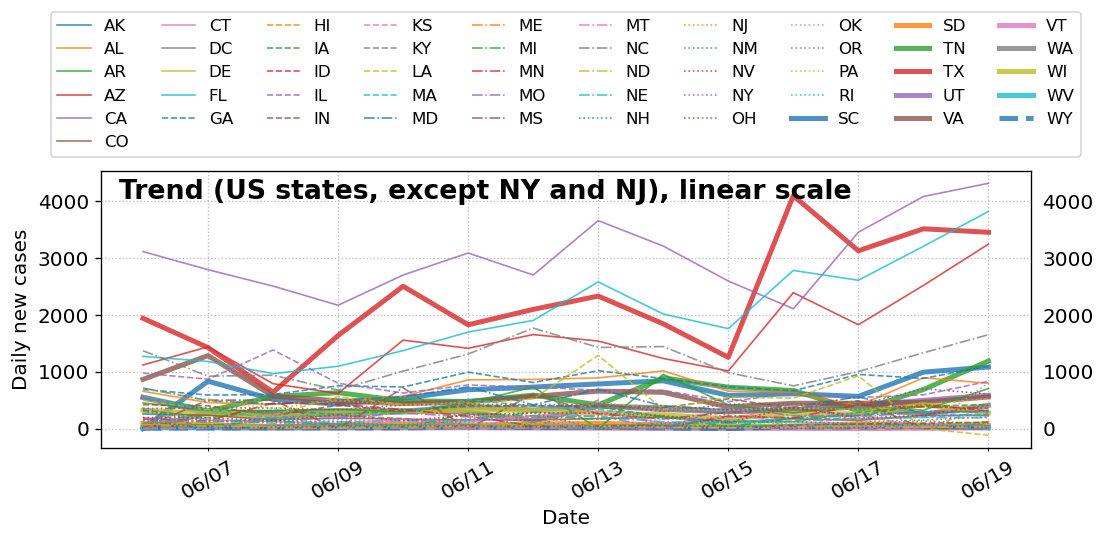 AK CT HI KS ME MT NJ OK SD VT
AL DC IA KY MI NC NM OR TN WA
AR DE ID LA MN ND NV PA TX WI
AZ FL IL MA MO NE NY RI UT WV
CA GA IN MD MS NH OH SC VA WY
CO
Trend (US states, except NY and NJ), linear scale
4000 4000
3000 3000
2000 2000
1000 1000
0 0
Daily new cases
06/07 06/09 06/11 06/13 06/15 06/17 06/19
Date